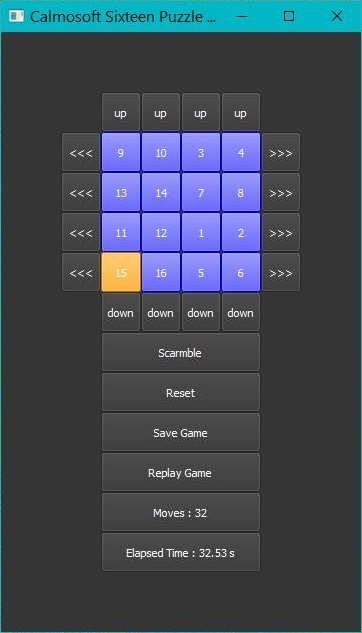 Calmosoft Sixteen Puzzle ...
up up up up
<<< 9 10 3 4 >>>
<<< 13 14 7 8 >>>
<<< 11 12 1 2 >>>
<<< 15 16 5 6 >>>
down down down down
Scarmble
Reset
Save Game
Replay Game
Moves : 32
Elapsed Time : 32.53 s